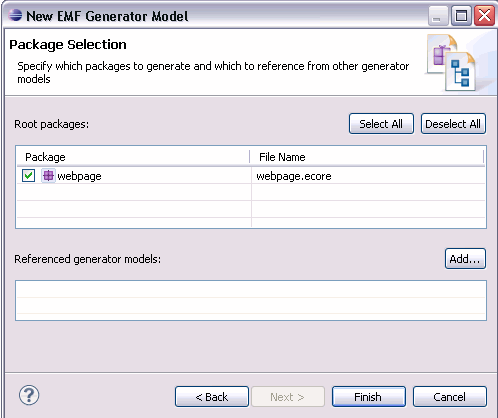 New EMF Generator Model
Package Selection
Specify which packages to generate and which to reference from other generator
models
Root packages:
Select All
Deselect All
Package
File Name
webpage
webpage.ecore
Referenced generator models:
Add...
?
< Back
Next >
Finish
Cancel